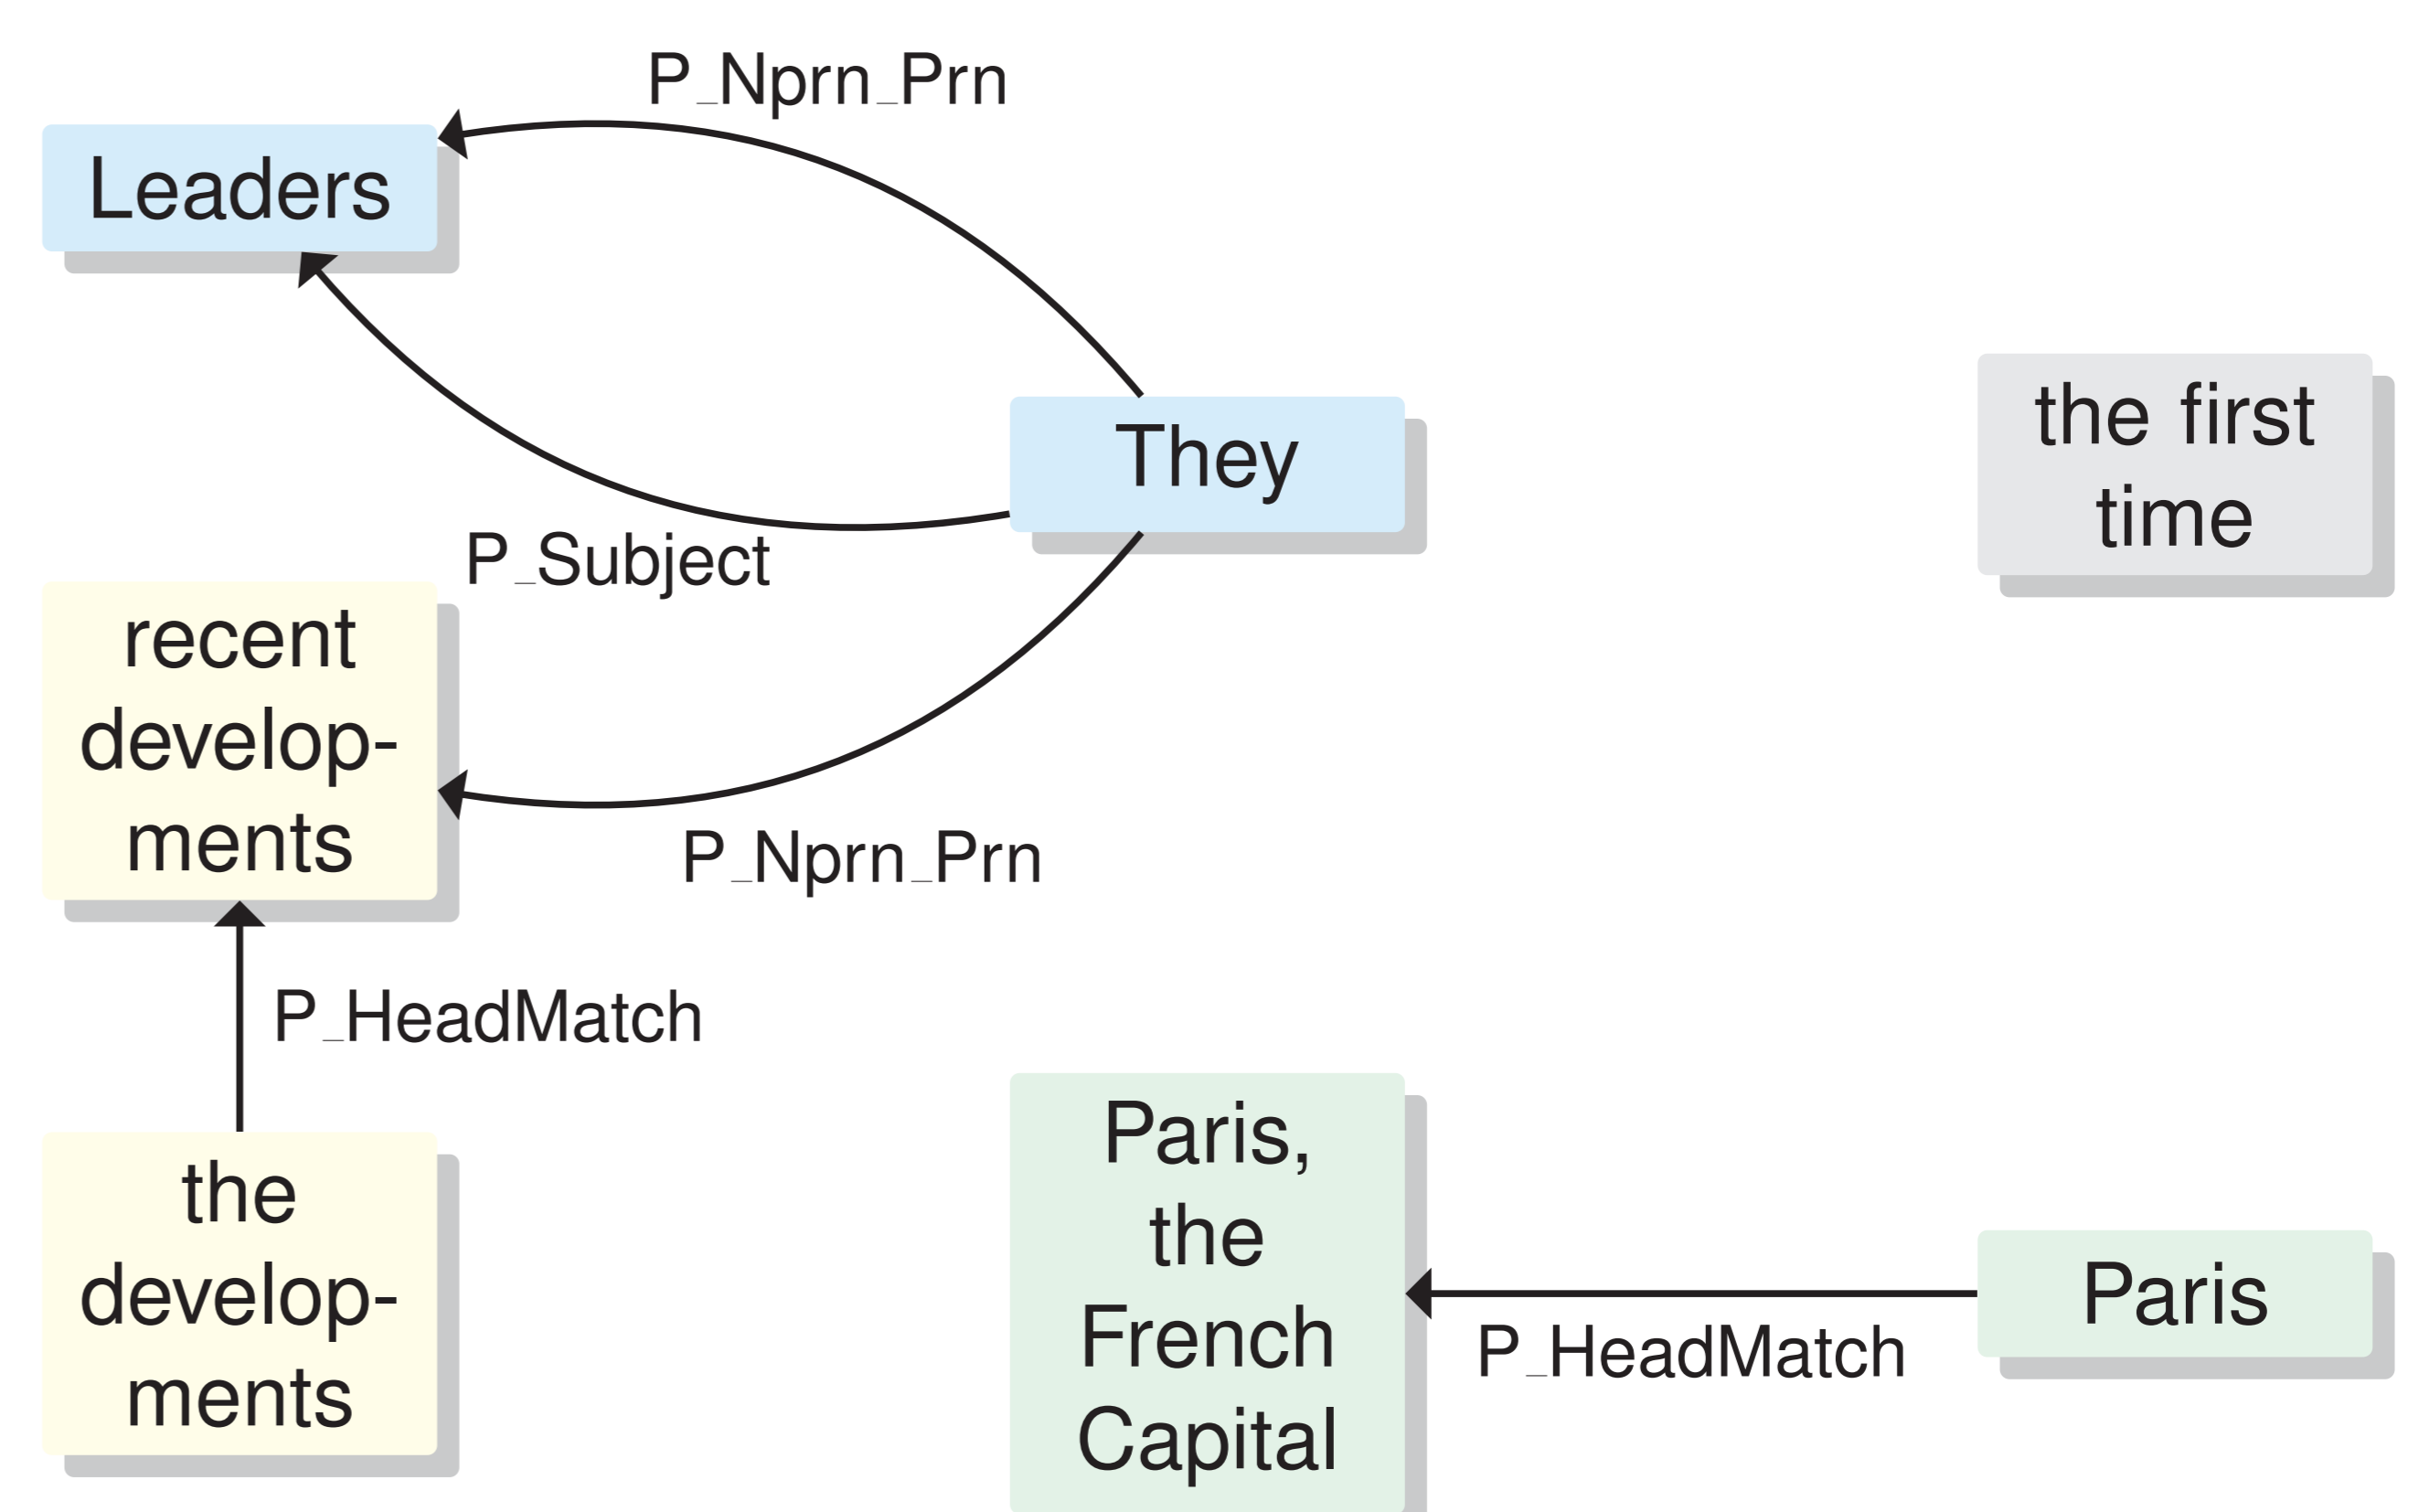 P_Nprn_Prn
Leaders
They
the first
time
P_Subject
recent
develop-
ments
P_Nprn_Prn
P_HeadMatch
the
develop-
ments
Paris,
the
French
Capital
P_HeadMatch
Paris